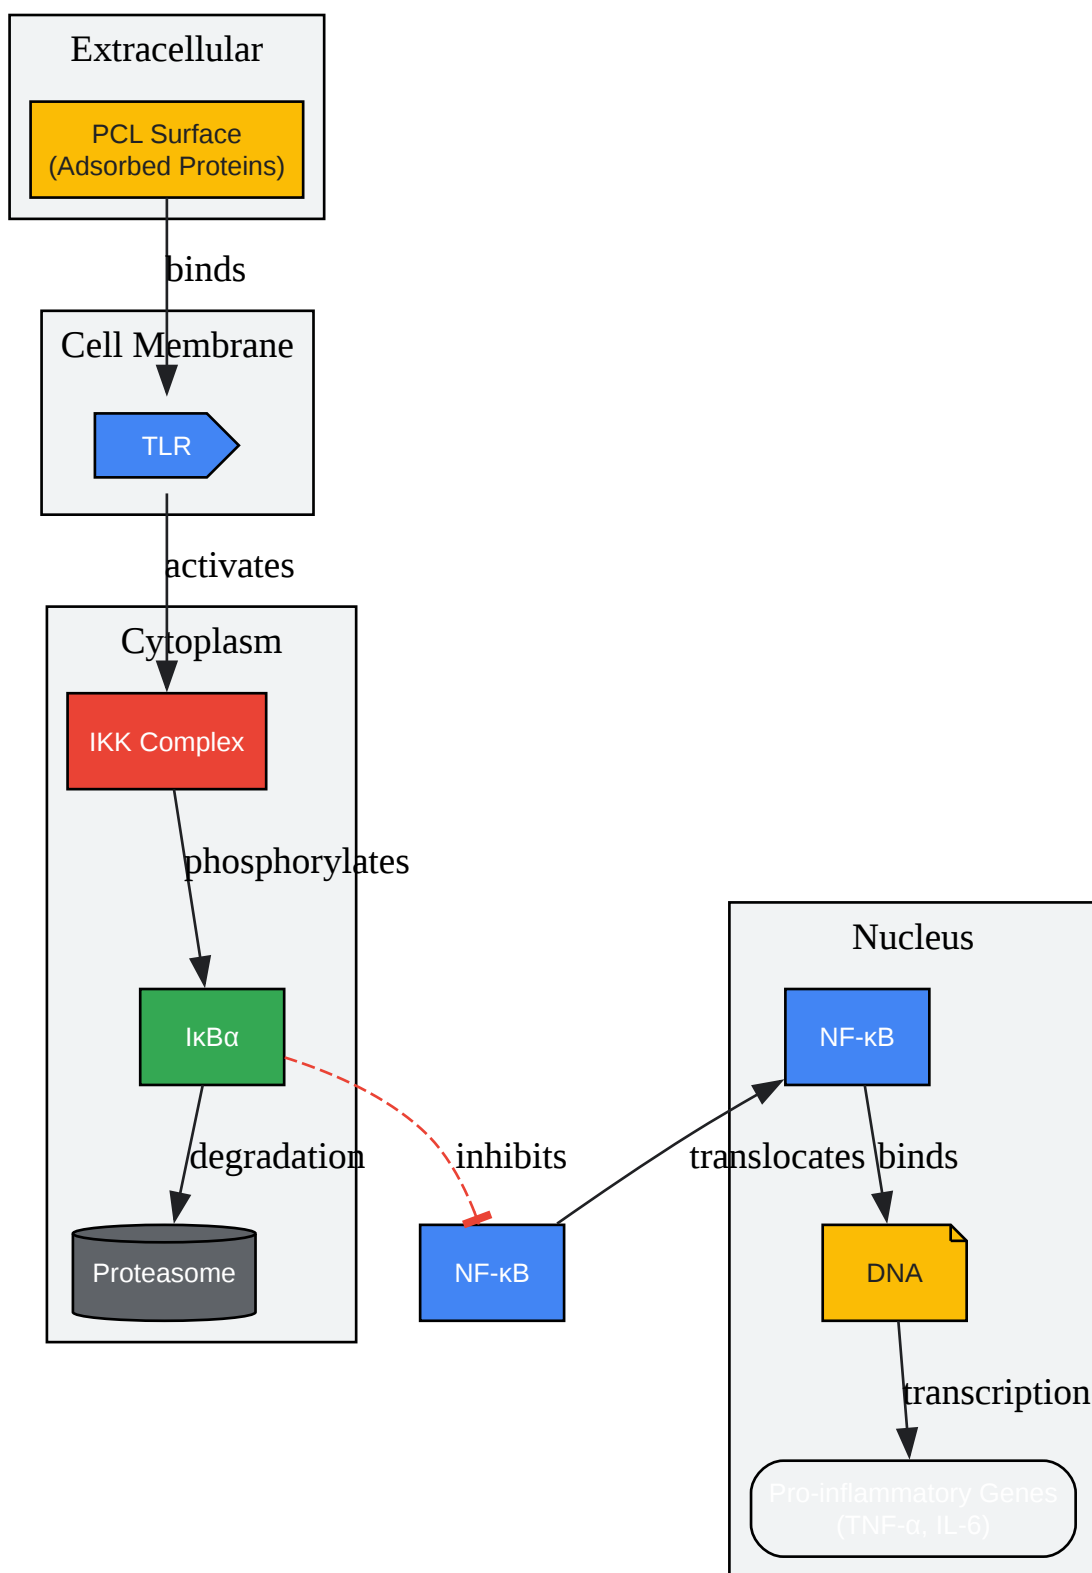 Extracellular
PCL Surface
(Adsorbed Proteins)
binds
Cell Membrane
TLR
activates
Cytoplasm
IKK Complex
phosphorylates
Nucleus
IκBα
NF-κB
degradation
inhibits
translocates
binds
Proteasome
NF-κB
DNA
transcription
Pro-inflammatory Genes
(TNF-α, IL-6)